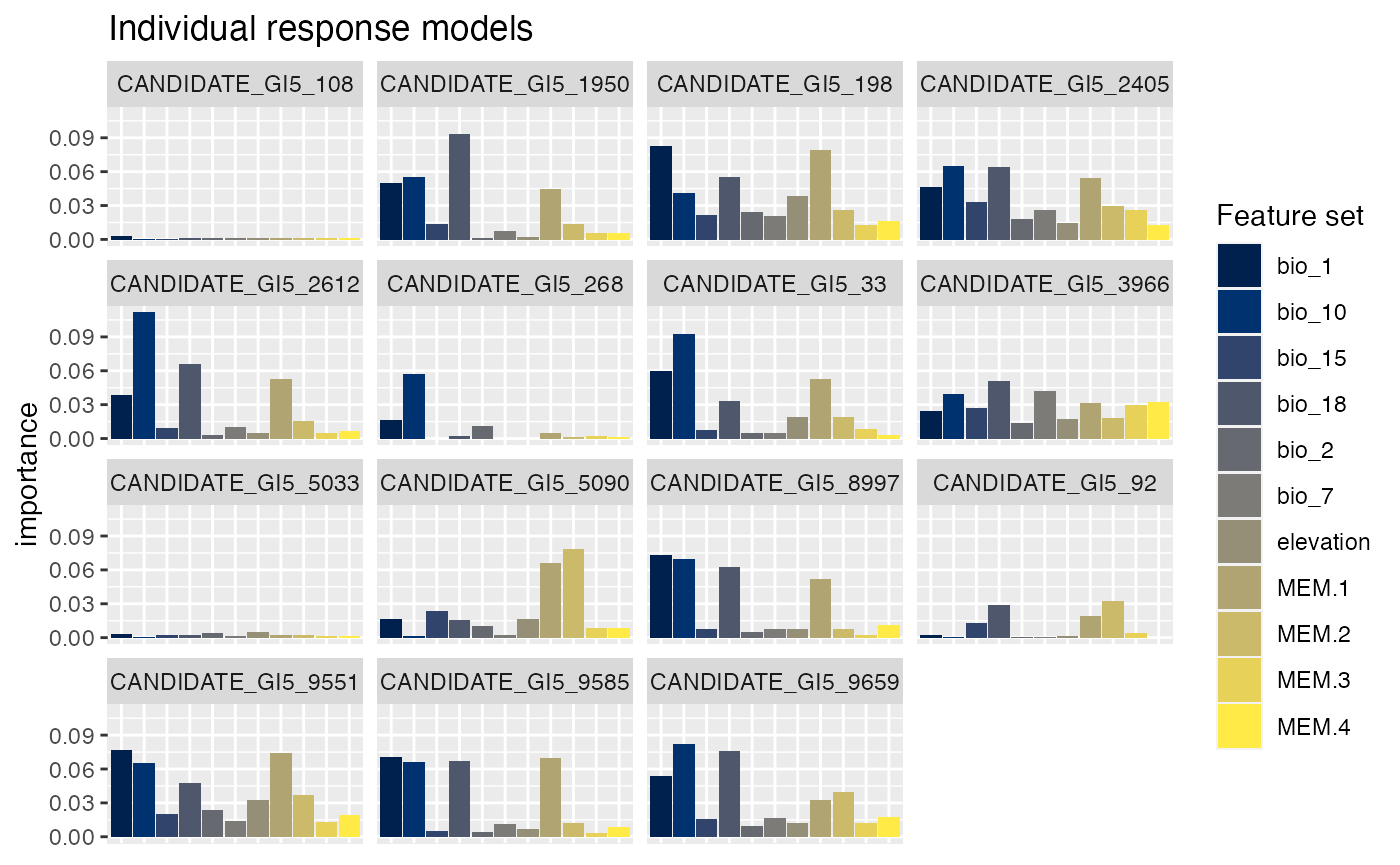 Individual response models
CANDIDATE_GI5_108 CANDIDATE_GI5_1950 CANDIDATE_GI5_198 CANDIDATE_GI5_2405
0.09
0.06
0.03
0.00
CANDIDATE_GI5_2612 CANDIDATE_GI5_268 CANDIDATE_GI5_33 CANDIDATE_GI5_3966
0.09
0.06
0.03
0.00
CANDIDATE_GI5_5033 CANDIDATE_GI5_5090 CANDIDATE_GI5_8997 CANDIDATE_GI5_92
0.09
0.06
0.03
0.00
CANDIDATE_GI5_9551 CANDIDATE_GI5_9585 CANDIDATE_GI5_9659
0.09
0.06
0.03
0.00
importance
Feature set
bio_1
bio_10
bio_15
bio_18
bio_2
bio_7
elevation
MEM.1
MEM.2
MEM.3
MEM.4